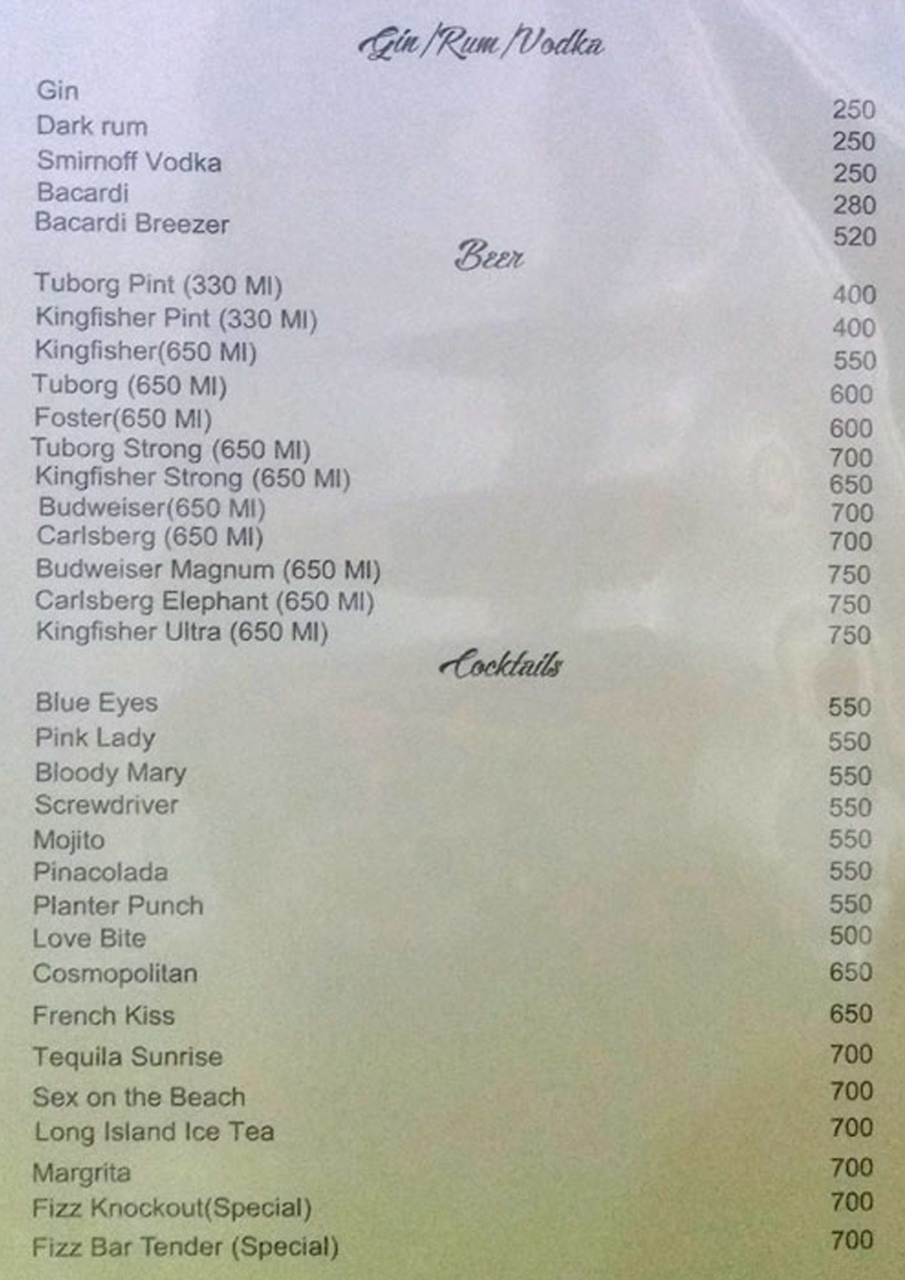 Gin/Rum/Vodka
Gin 250
Dark rum 250
Smirnoff Vodka 250
Bacardi 280
Bacardi Breezer 520
Beer
Tuborg Pint (330 Ml) 400
Kingfisher Pint (330 Ml) 400
Kingfisher(650 Ml) 550
Tuborg (650 Ml) 600
Foster(650 Ml) 600
Tuborg Strong (650 Ml) 700
Kingfisher Strong (650 Ml) 650
Budweiser(650 Ml) 700
Carlsberg (650 Ml) 700
Budweiser Magnum (650 Ml) 750
Carlsberg Elephant (650 Ml) 750
Kingfisher Ultra (650 Ml) 750
Cocktails
Blue Eyes 550
Pink Lady 550
Bloody Mary 550
Screwdriver 550
Mojito 550
Pinacolada 550
Planter Punch 550
Love Bite 500
Cosmopolitan 650
French Kiss 650
Tequila Sunrise 700
Sex on the Beach 700
Long Island Ice Tea 700
Margrita 700
Fizz Knockout(Special) 700
Fizz Bar Tender (Special) 700